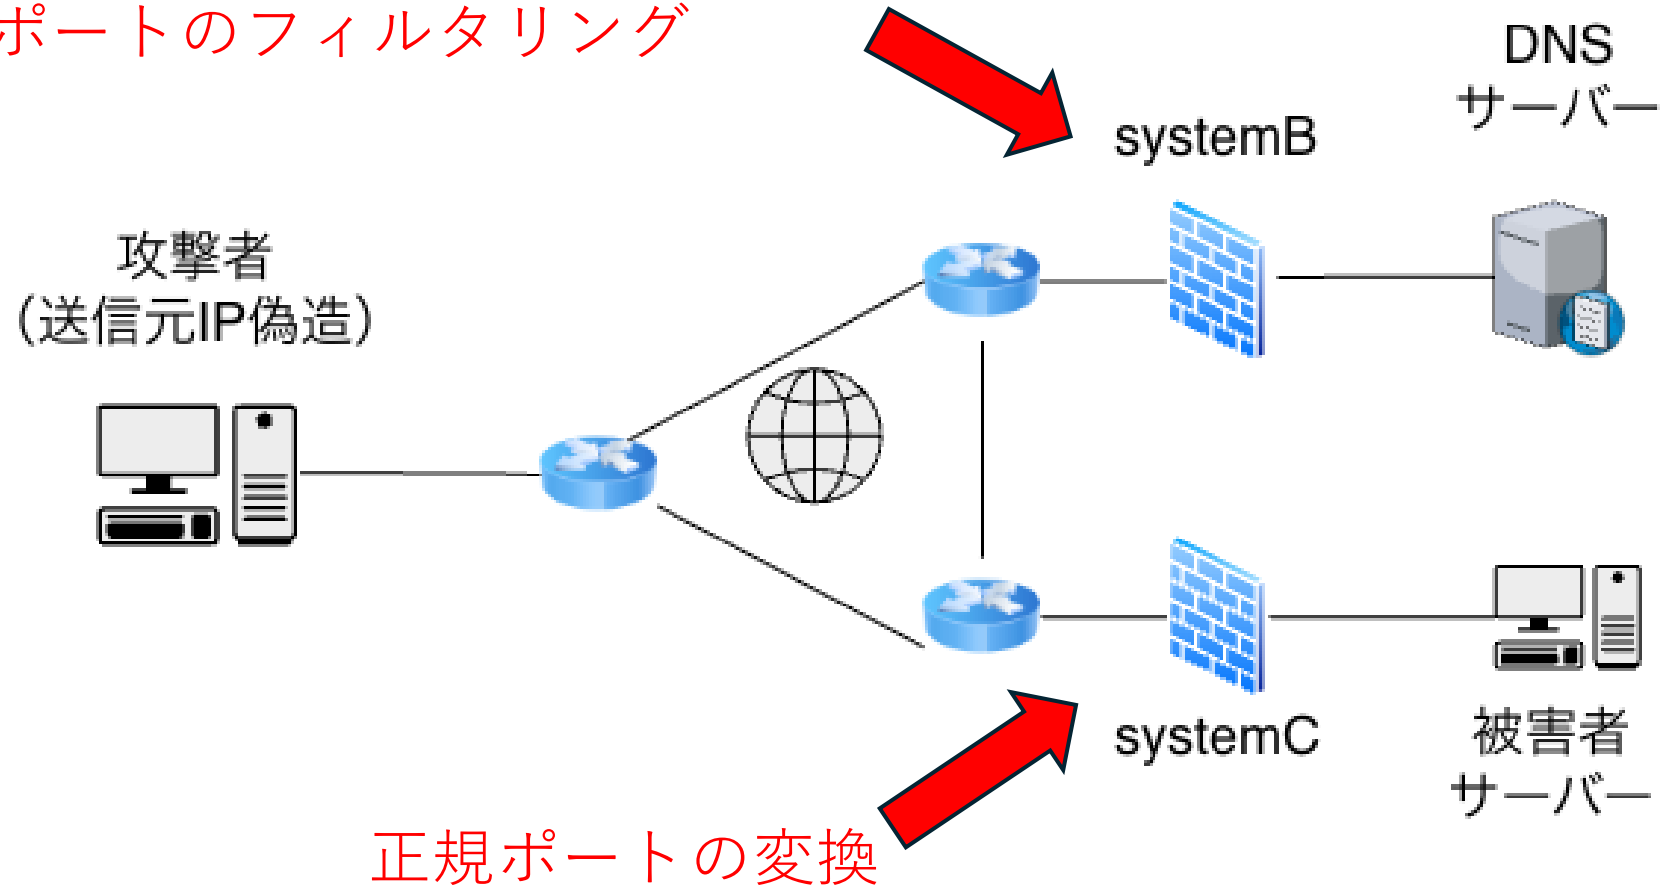 ポートのフィルタリング
DNS
サーバー
systemB
攻撃者
（送信元IP偽造）
systemC
被害者
サーバー
正規ポートの変換